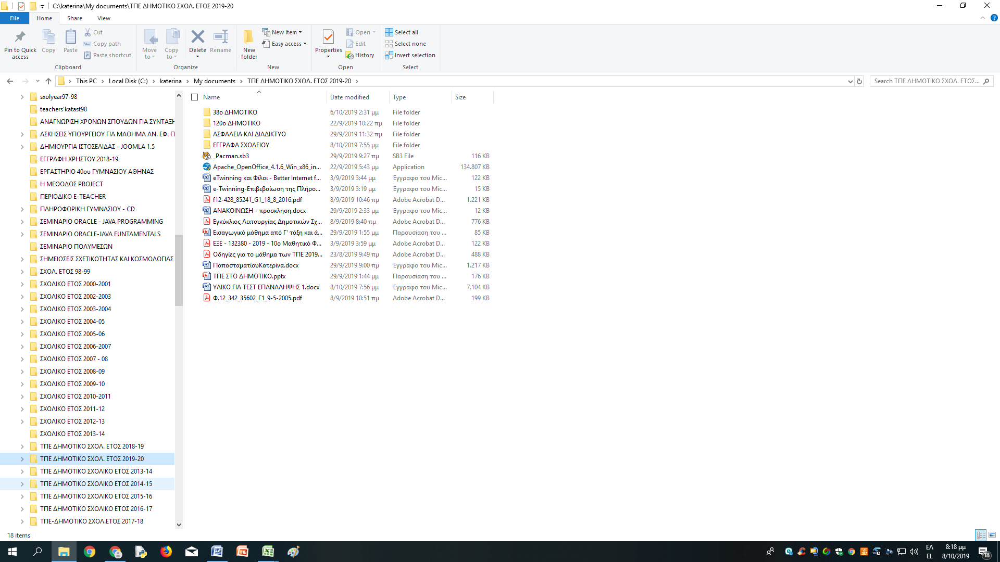 C:\katerina\My documents\ΤΠΕ ΔΗΜΟΤΙΚΟ ΣΧΟΛ. ΕΤΟΣ 2019-20
File Home Share View
Pin to Quick access
Copy
Paste
Cut
Copy path
Paste shortcut
Clipboard
Move to
Copy to
Delete
Rename
Organize
New folder
New item
Easy access
New
Properties
Open
Edit
History
Open
Select all
Select none
Invert selection
Select
This PC > Local Disk (C:) > katerina > My documents > ΤΠΕ ΔΗΜΟΤΙΚΟ ΣΧΟΛ. ΕΤΟΣ 2019-20 >
Search ΤΠΕ ΔΗΜΟΤΙΚΟ ΣΧΟΛ. ΕΤΟΣ...
sxolyear97-98
teachers'katast98
ΑΝΑΓΝΩΡΙΣΗ ΧΡΟΝΩΝ ΣΠΟΥΔΩΝ ΓΙΑ ΣΥΝΤΑΞΗ
ΑΣΚΗΣΕΙΣ ΥΠΟΥΡΓΕΙΟΥ ΓΙΑ ΜΑΘΗΜΑ ΑΝ. ΕΦ. Π
ΔΗΜΙΟΥΡΓΙΑ ΙΣΤΟΣΕΛΙΔΑΣ - JOOMLA 1.5
ΕΓΓΡΑΦΗ ΧΡΗΣΤΟΥ 2018-19
ΕΡΓΑΣΤΗΡΙΟ 40ου ΓΥΜΝΑΣΙΟΥ ΑΘΗΝΑΣ
Η ΜΕΘΟΔΟΣ PROJECT
ΠΕΡΙΟΔΙΚΟ E-TEACHER
ΠΛΗΡΟΦΟΡΙΚΗ ΓΥΜΝΑΣΙΟΥ - CD
ΣΕΜΙΝΑΡΙΟ ORACLE - JAVA PROGRAMMING
ΣΕΜΙΝΑΡΙΟ ORACLE-JAVA FUNTAMENTALS
ΣΕΜΙΝΑΡΙΟ ΠΟΛΥΜΕΣΩΝ
ΣΗΜΕΙΩΣΕΙΣ ΣΧΕΤΙΚΟΤΗΤΑΣ ΚΑΙ ΚΟΣΜΟΛΟΓΙΑΣ
ΣΧΟΛ. ΕΤΟΣ 98-99
ΣΧΟΛΙΚΟ ΕΤΟΣ 2000-2001
ΣΧΟΛΙΚΟ ΕΤΟΣ 2002-2003
ΣΧΟΛΙΚΟ ΕΤΟΣ 2003-2004
ΣΧΟΛΙΚΟ ΕΤΟΣ 2004-05
ΣΧΟΛΙΚΟ ΕΤΟΣ 2005-06
ΣΧΟΛΙΚΟ ΕΤΟΣ 2006-2007
ΣΧΟΛΙΚΟ ΕΤΟΣ 2007 - 08
ΣΧΟΛΙΚΟ ΕΤΟΣ 2008-09
ΣΧΟΛΙΚΟ ΕΤΟΣ 2009-10
ΣΧΟΛΙΚΟ ΕΤΟΣ 2010-2011
ΣΧΟΛΙΚΟ ΕΤΟΣ 2011-12
ΣΧΟΛΙΚΟ ΕΤΟΣ 2012-13
ΣΧΟΛΙΚΟ ΕΤΟΣ 2013-14
ΤΠΕ ΔΗΜΟΤΙΚΟ ΣΧΟΛ. ΕΤΟΣ 2018-19
ΤΠΕ ΔΗΜΟΤΙΚΟ ΣΧΟΛ. ΕΤΟΣ 2019-20
ΤΠΕ ΔΗΜΟΤΙΚΟ ΣΧΟΛΙΚΟ ΕΤΟΣ 2013-14
ΤΠΕ ΔΗΜΟΤΙΚΟ ΣΧΟΛΙΚΟ ΕΤΟΣ 2014-15
ΤΠΕ ΔΗΜΟΤΙΚΟ ΣΧΟΛΙΚΟ ΕΤΟΣ 2015-16
ΤΠΕ ΔΗΜΟΤΙΚΟ ΣΧΟΛΙΚΟ ΕΤΟΣ 2016-17
ΤΠΕ-ΔΗΜΟΤΙΚΟ ΣΧΟΛ.ΕΤΟΣ 2017-18
Name Date modified Type Size
38ο ΔΗΜΟΤΙΚΟ 6/10/2019 2:31 μμ File folder
120ο ΔΗΜΟΤΙΚΟ 22/9/2019 10:22 πμ File folder
ΑΣΦΑΛΕΙΑ ΚΑΙ ΔΙΑΔΙΚΤΥΟ 29/9/2019 11:32 πμ File folder
ΕΓΓΡΑΦΑ ΣΧΟΛΕΙΟΥ 8/10/2019 7:55 μμ File folder
_Pacman.sb3 29/9/2019 9:27 πμ SB3 File 116 KB
Apache_OpenOffice_4.1.6_Win_x86_in... 22/9/2019 5:43 μμ Application 134.807 KB
eTwinning και Φίλοι - Better Internet f... 3/9/2019 3:44 μμ Έγγραφο του Mic... 122 KB
e-Twinning-Επιβεβαίωση της Πλήρο... 3/9/2019 3:19 μμ Έγγραφο του Mic... 15 KB
f12-428_85241_G1_18_8_2016.pdf 8/9/2019 10:46 πμ Adobe Acrobat D... 1.221 KB
ΑΝΑΚΟΙΝΩΣΗ - προσκληση.docx 29/9/2019 2:33 μμ Έγγραφο του Mic... 12 KB
Εγκύκλιος Λειτουργίας Δημοτικών Σχ... 8/9/2019 8:40 πμ Adobe Acrobat D... 776 KB
Εισαγωγικό μάθημα από Γ' τάξη και ά... 29/9/2019 1:55 μμ Παρουσίαση του ... 85 KB
ΕΞΕ - 132380 - 2019 - 10ο Μαθητικό Φ... 3/9/2019 3:59 μμ Adobe Acrobat D... 122 KB
Οδηγίες για το μάθημα των ΤΠΕ 2019... 23/8/2019 9:49 πμ Adobe Acrobat D... 488 KB
ΠαπασταματίουΚατερίνα.docx 29/9/2019 9:00 πμ Έγγραφο του Mic... 1.217 KB
ΤΠΕ ΣΤΟ ΔΗΜΟΤΙΚΟ.pptx 29/9/2019 1:44 μμ Παρουσίαση του ... 176 KB
ΥΛΙΚΟ ΓΙΑ ΤΕΣΤ ΕΠΑΝΑΛΗΨΗΣ 1.docx 8/10/2019 7:56 μμ Έγγραφο του Mic... 7.104 KB
Φ.12_342_35602_Γ1_9-5-2005.pdf 8/9/2019 10:51 πμ Adobe Acrobat D... 199 KB
18 items
ΕΛ
EL
8:18 μμ
8/10/2019
18